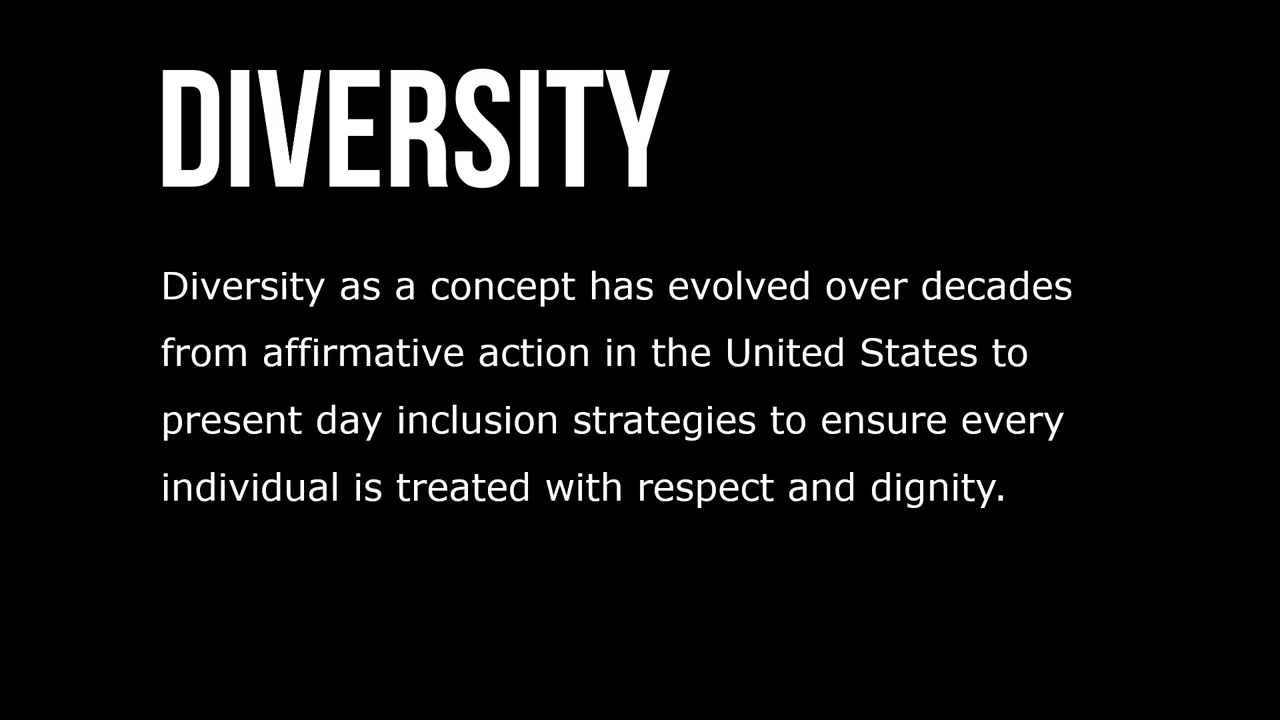 DIVERSITY
Diversity as a concept has evolved over decades
from affirmative action in the United States to
present day inclusion strategies to ensure every
individual is treated with respect and dignity.